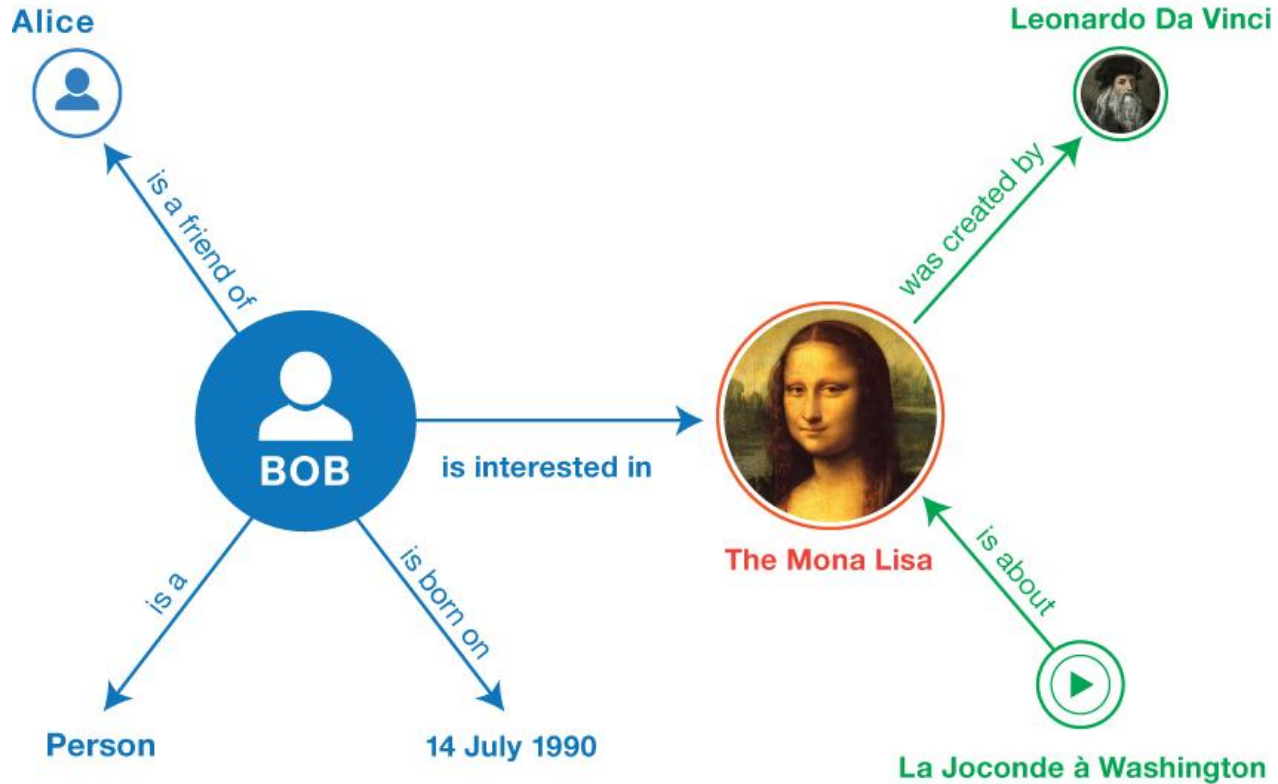 Alice
Leonardo Da Vinci
is a friend of
was created by
BOB
is interested in
The Mona Lisa
is a
is born on
is about
Person
14 July 1990
La Joconde à Washington